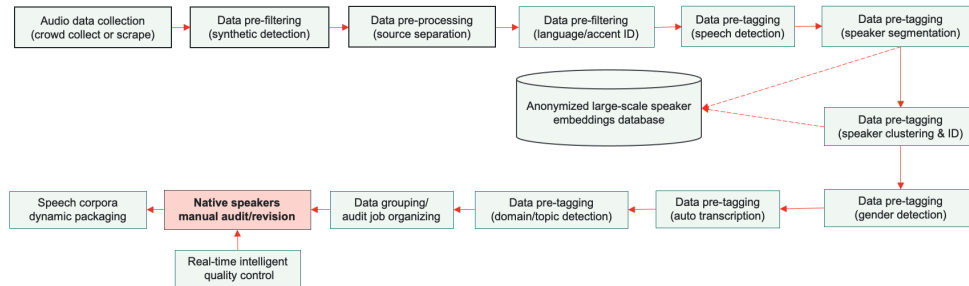 Audio data collection
(crowd collect or scrape)
Data pre-filtering
(synthetic detection)
Data pre-processing
(source separation)
Data pre-filtering
(language/accent ID)
Data pre-tagging
(speech detection)
Data pre-tagging
(speaker segmentation)
Anonymized large-scale speaker
embeddings database
Data pre-tagging
(speaker clustering & ID)
Data pre-tagging
(gender detection)
Data pre-tagging
(auto transcription)
Data pre-tagging
(domain/topic detection)
Data grouping/
audit job organizing
Native speakers
manual audit/revision
Speech corpora
dynamic packaging
Real-time intelligent
quality control